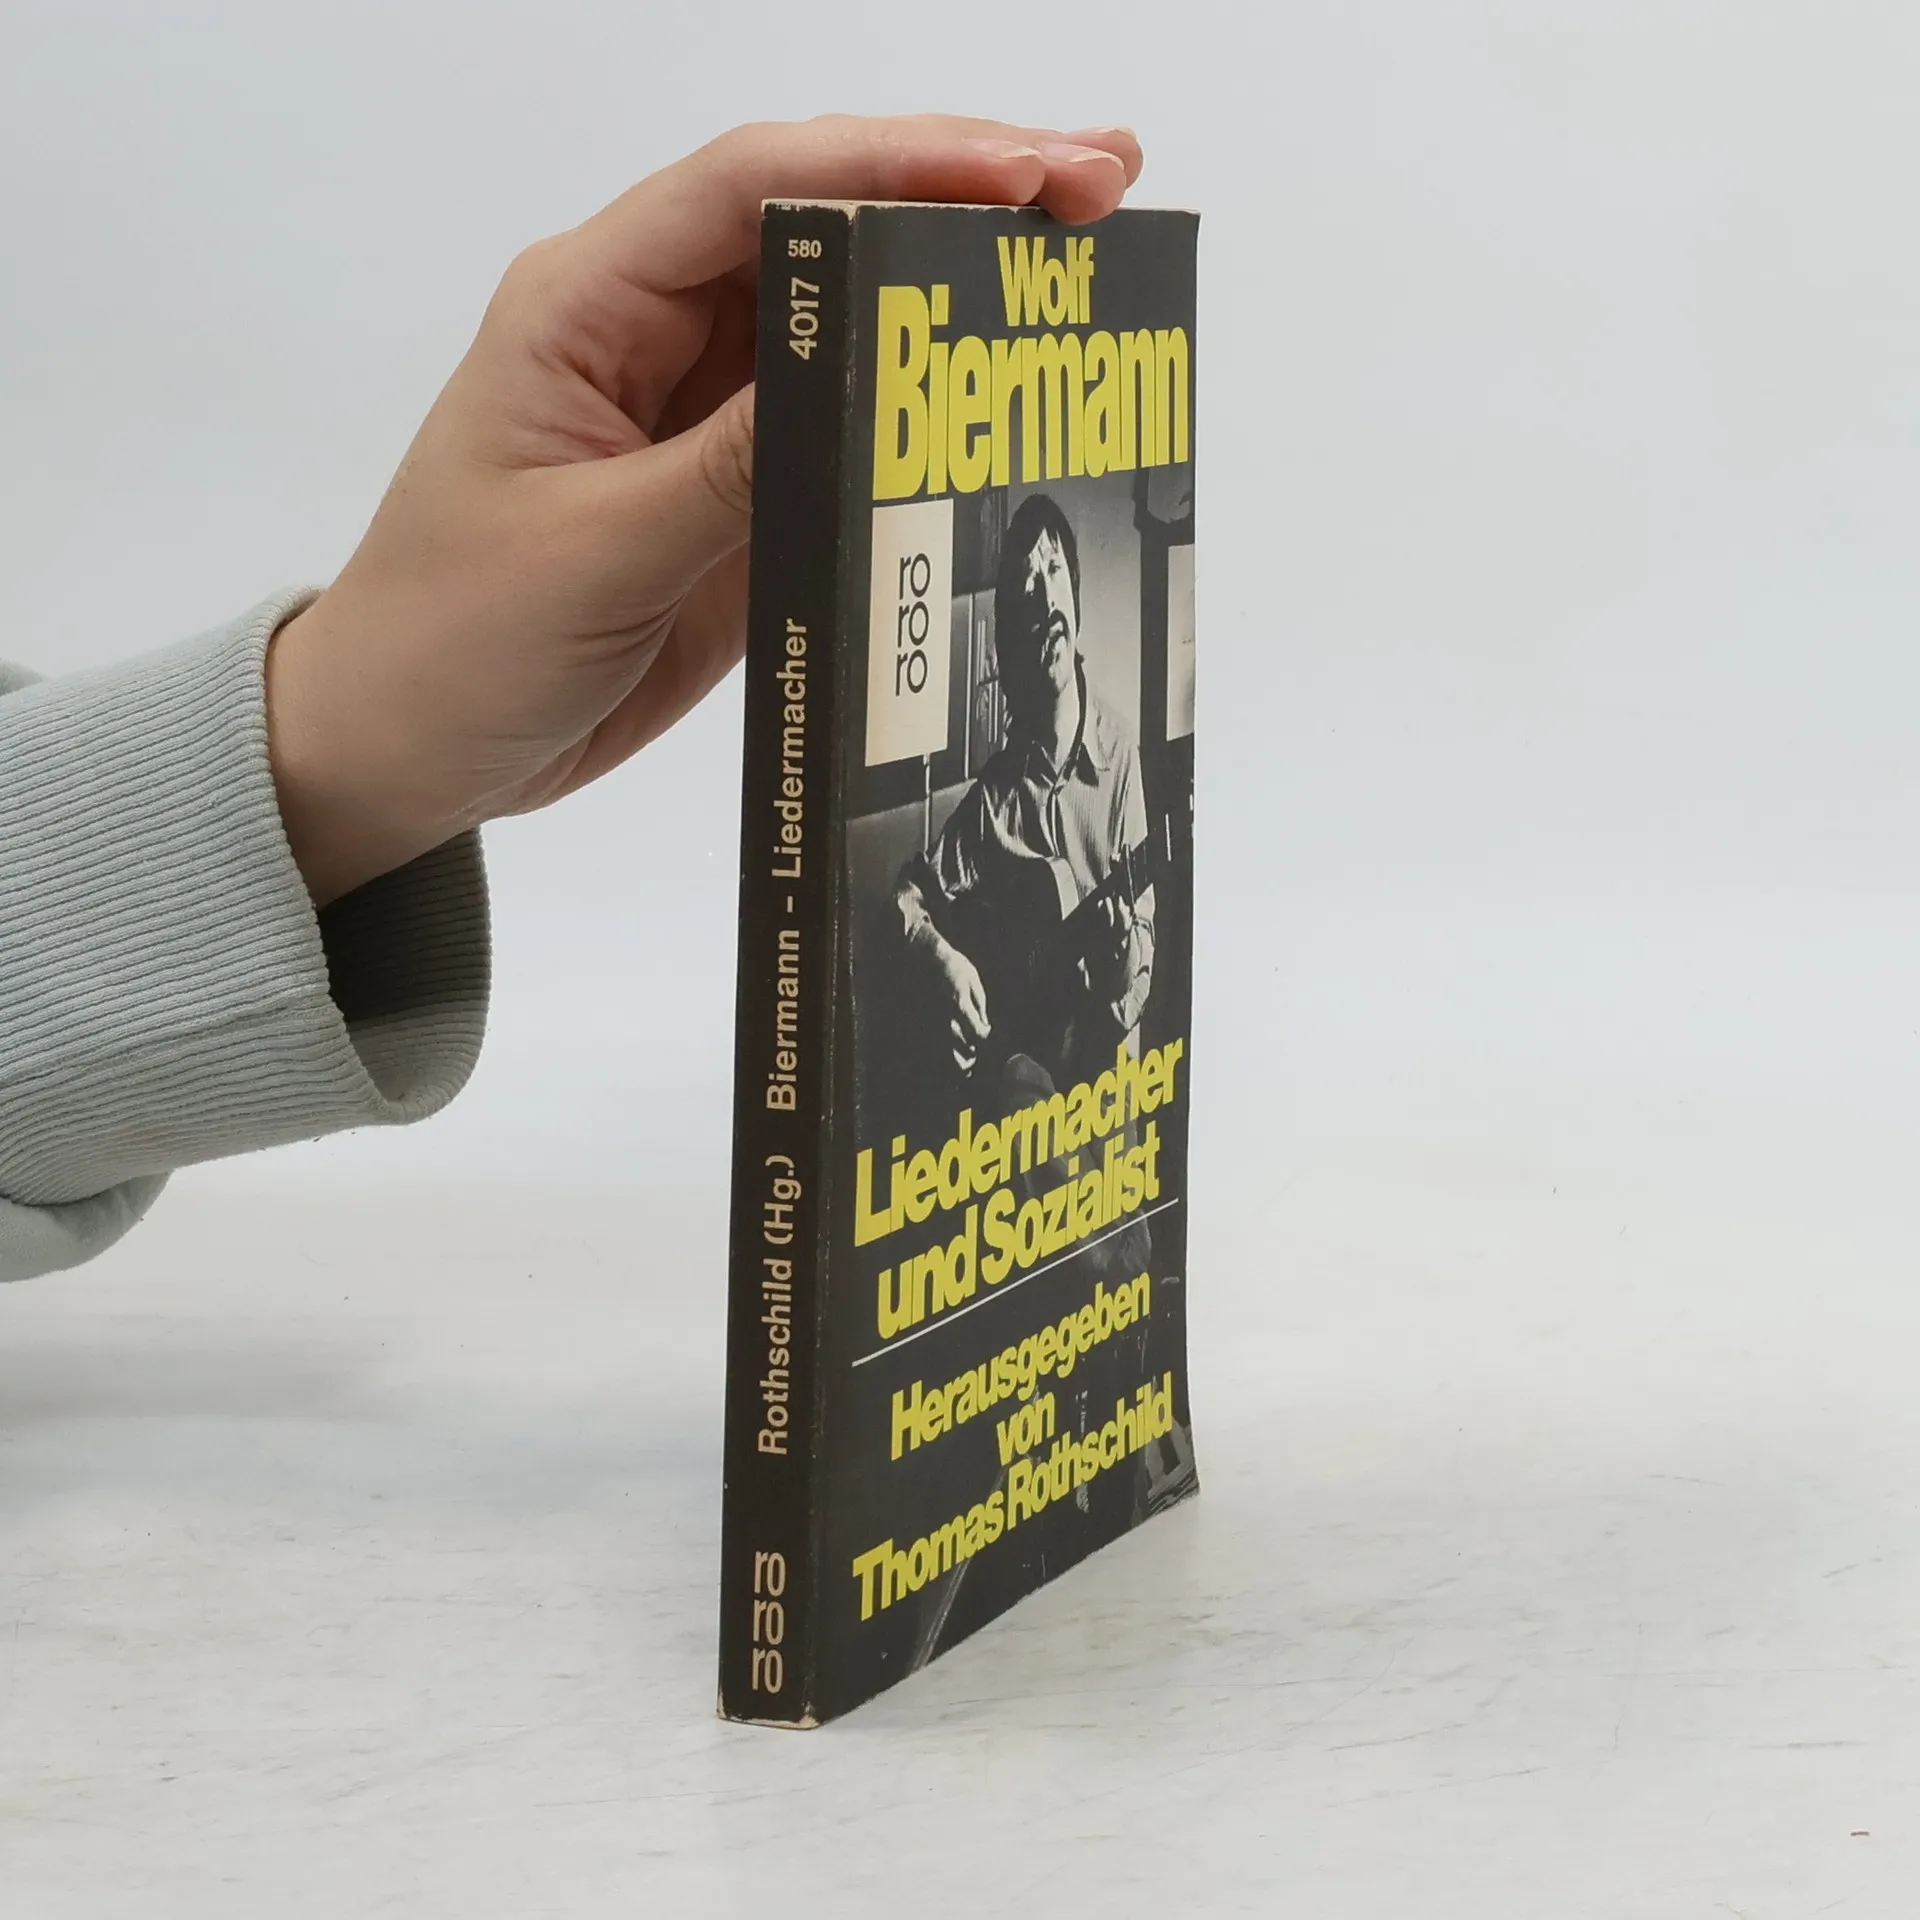 580
4017
Rothschild (Hg.) Biermann – Liedermacher
ro
ro
ro
Wolf
Biermann
ro
ro
ro
Liedermacher
und Sozialist
Herausgegeben
von
Thomas Rothschild